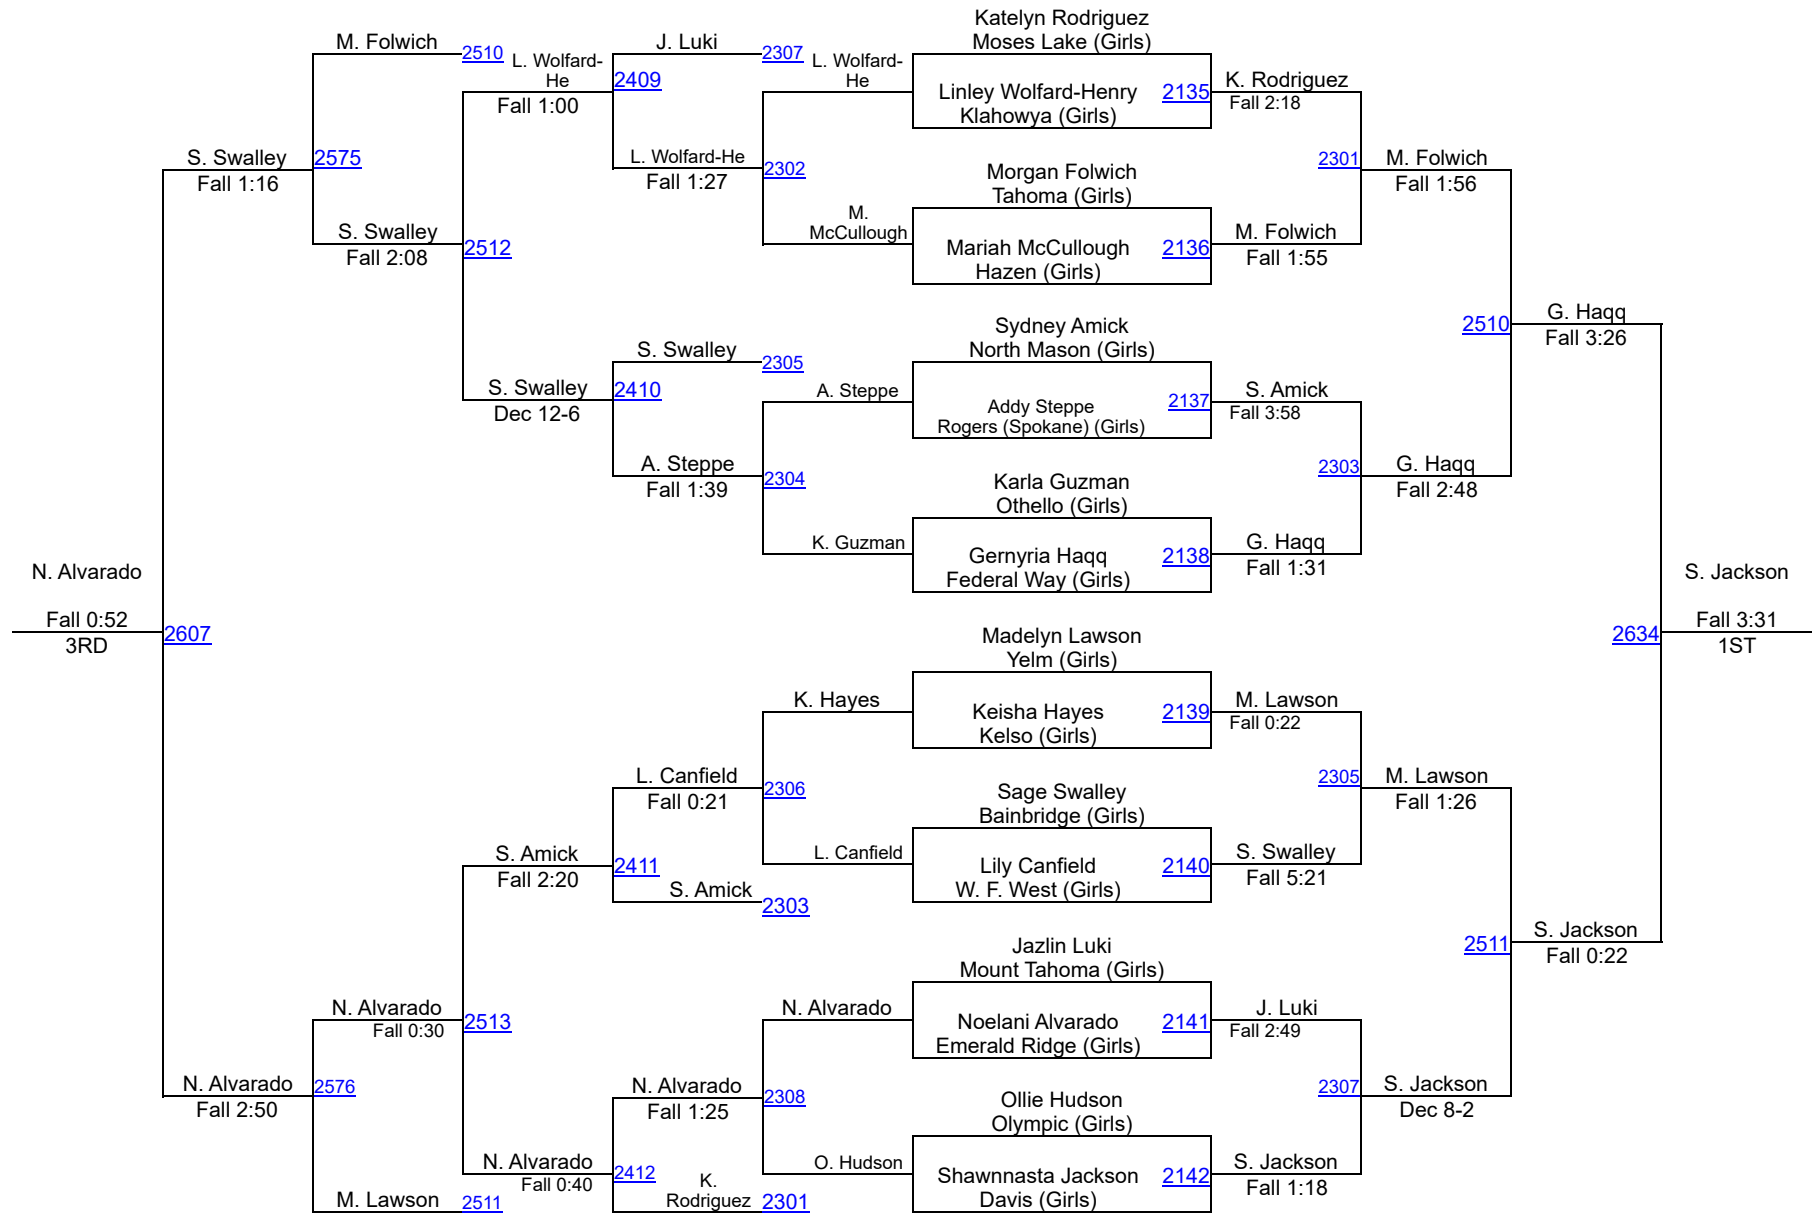 Katelyn Rodriguez
Moses Lake (Girls)
M. Folwich
2510
L. Wolfard-
He
Fall 1:00
J. Luki
2307
2409
L. Wolfard-
He
Linley Wolfard-Henry
Klahowya (Girls)
2135
K. Rodriguez
Fall 2:18
S. Swalley
Fall 1:16
2575
L. Wolfard-He
Fall 1:27
2302
Morgan Folwich
Tahoma (Girls)
2301
M. Folwich
Fall 1:56
S. Swalley
Fall 2:08
2512
M.
McCullough
Mariah McCullough
Hazen (Girls)
2136
M. Folwich
Fall 1:55
Sydney Amick
North Mason (Girls)
2510
G. Haqq
Fall 3:26
S. Swalley
2305
S. Swalley
Dec 12-6
2410
A. Steppe
Addy Steppe
Rogers (Spokane) (Girls)
2137
S. Amick
Fall 3:58
A. Steppe
Fall 1:39
2304
Karla Guzman
Othello (Girls)
2303
G. Haqq
Fall 2:48
K. Guzman
Gernyria Haqq
Federal Way (Girls)
2138
G. Haqq
Fall 1:31
N. Alvarado
Fall 0:52
3RD
2607
S. Jackson
Fall 3:31
1ST
2634
Madelyn Lawson
Yelm (Girls)
K. Hayes
Keisha Hayes
Kelso (Girls)
2139
M. Lawson
Fall 0:22
L. Canfield
Fall 0:21
2306
Sage Swalley
Bainbridge (Girls)
2305
M. Lawson
Fall 1:26
S. Amick
Fall 2:20
2411
S. Amick
2303
L. Canfield
Lily Canfield
W. F. West (Girls)
2140
S. Swalley
Fall 5:21
Jazlin Luki
Mount Tahoma (Girls)
2511
S. Jackson
Fall 0:22
N. Alvarado
Fall 0:30
2513
N. Alvarado
Noelani Alvarado
Emerald Ridge (Girls)
2141
J. Luki
Fall 2:49
N. Alvarado
Fall 2:50
2576
N. Alvarado
Fall 1:25
2308
Ollie Hudson
Olympic (Girls)
2307
S. Jackson
Dec 8-2
N. Alvarado
Fall 0:40
2412
O. Hudson
Shawnnasta Jackson
Davis (Girls)
2142
S. Jackson
Fall 1:18
M. Lawson
2511
K.
Rodriguez
2301